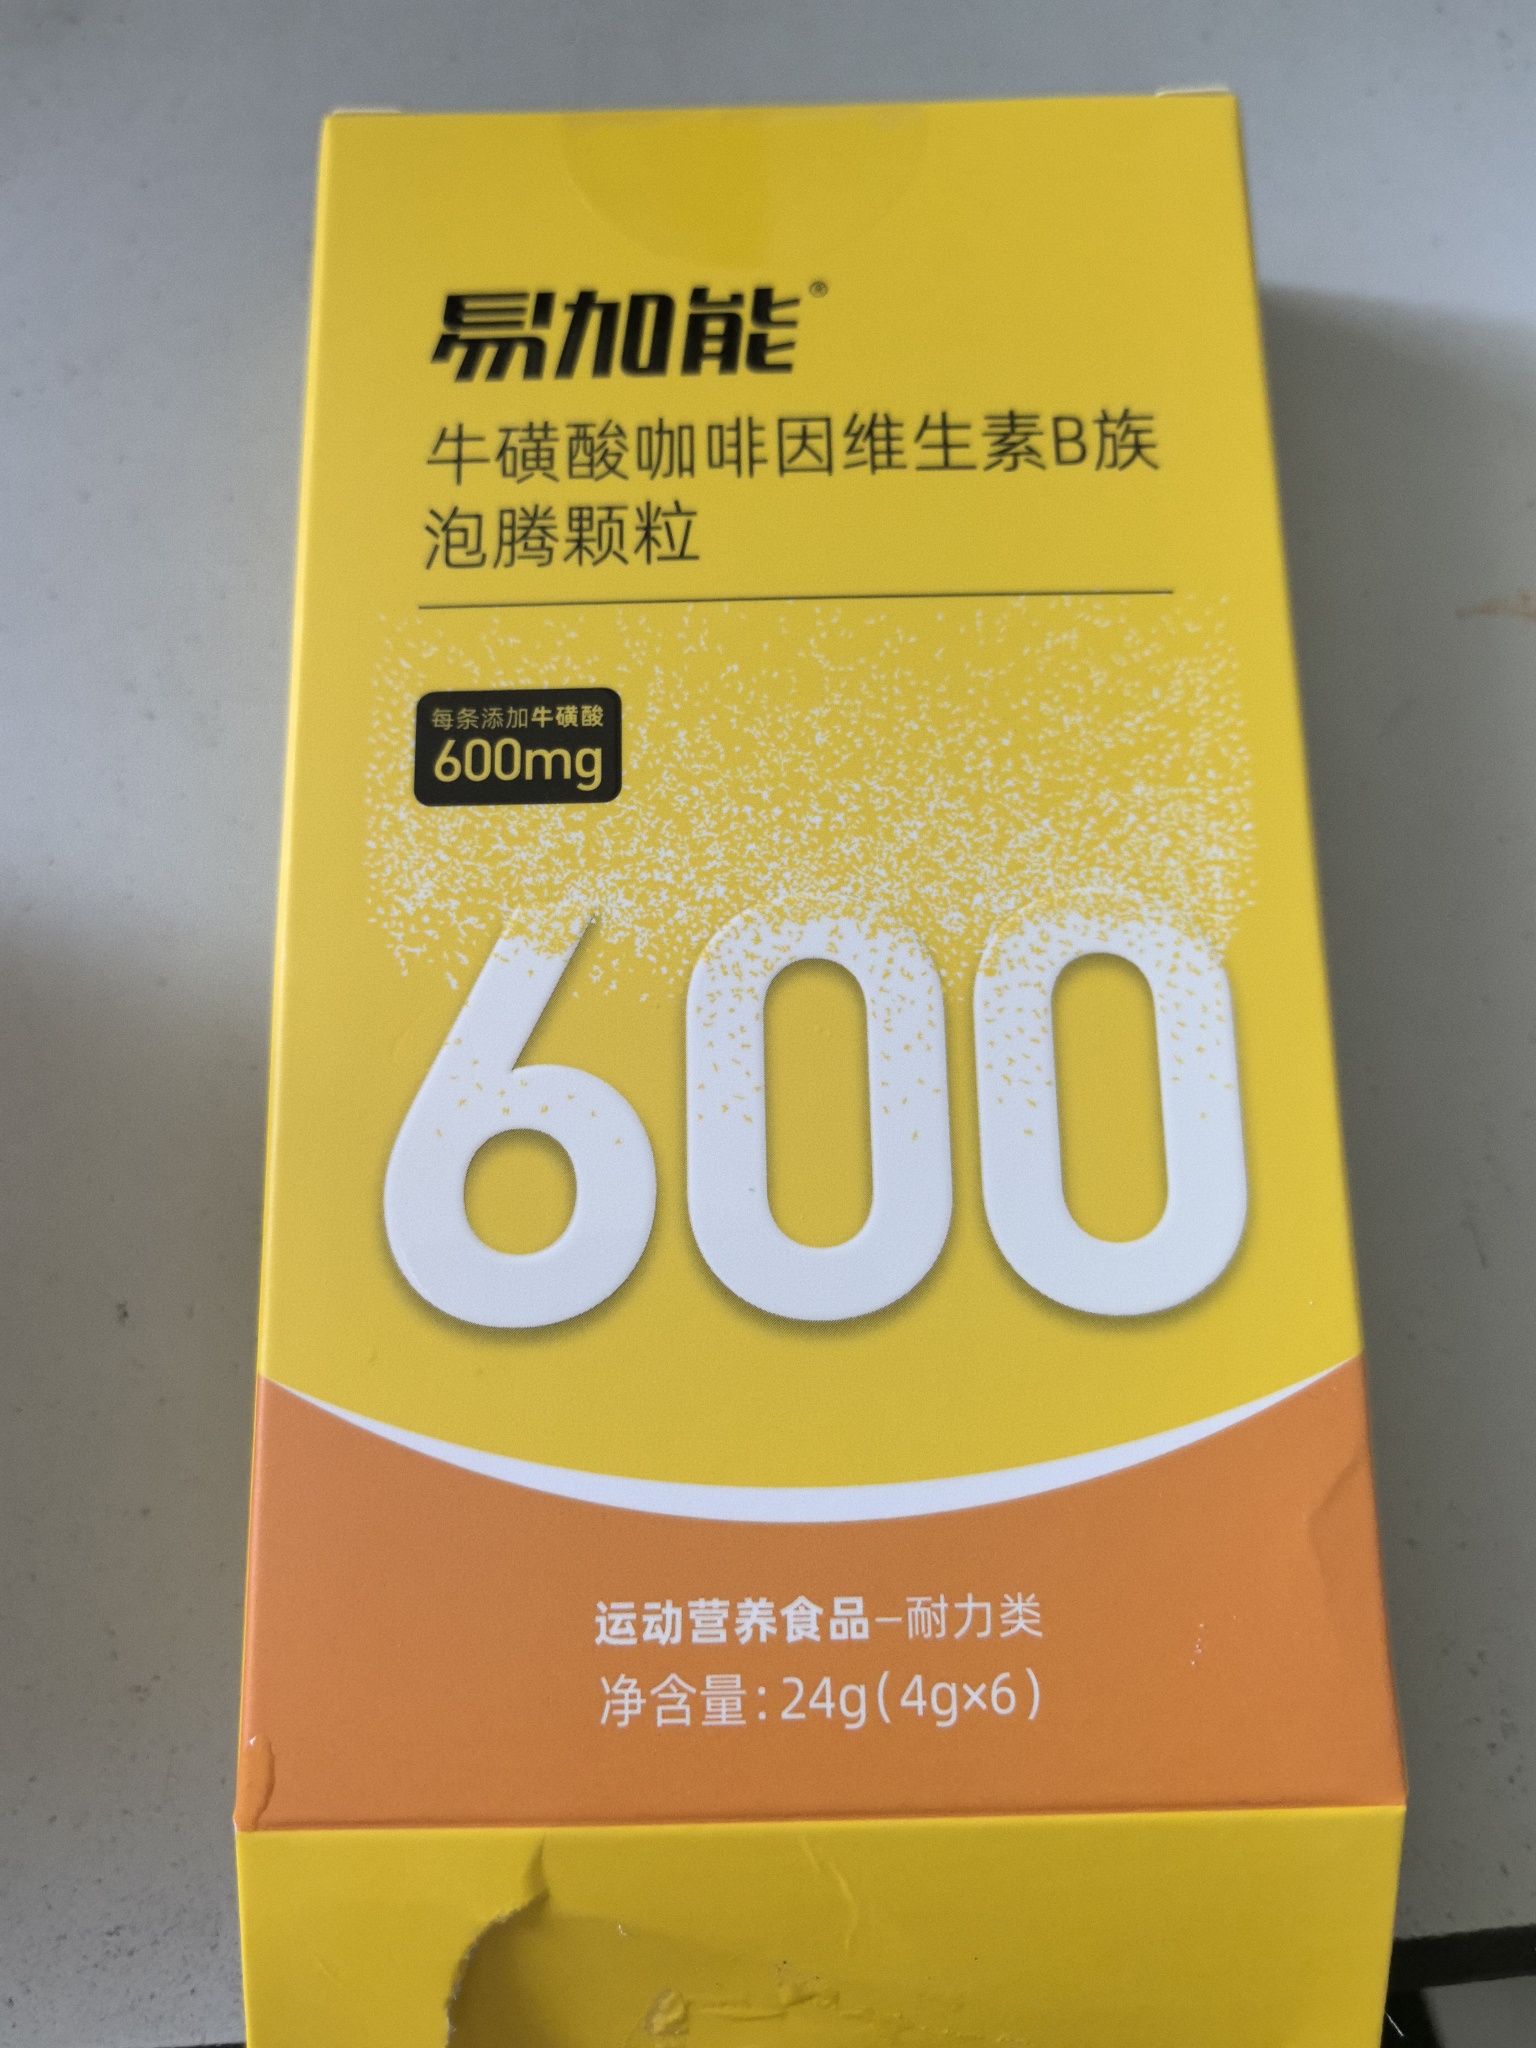 易加能®
牛磺酸咖啡因维生素B族
泡腾颗粒
每条添加牛磺酸
600mg
600
运动营养食品–耐力类
净含量:24g(4g×6)